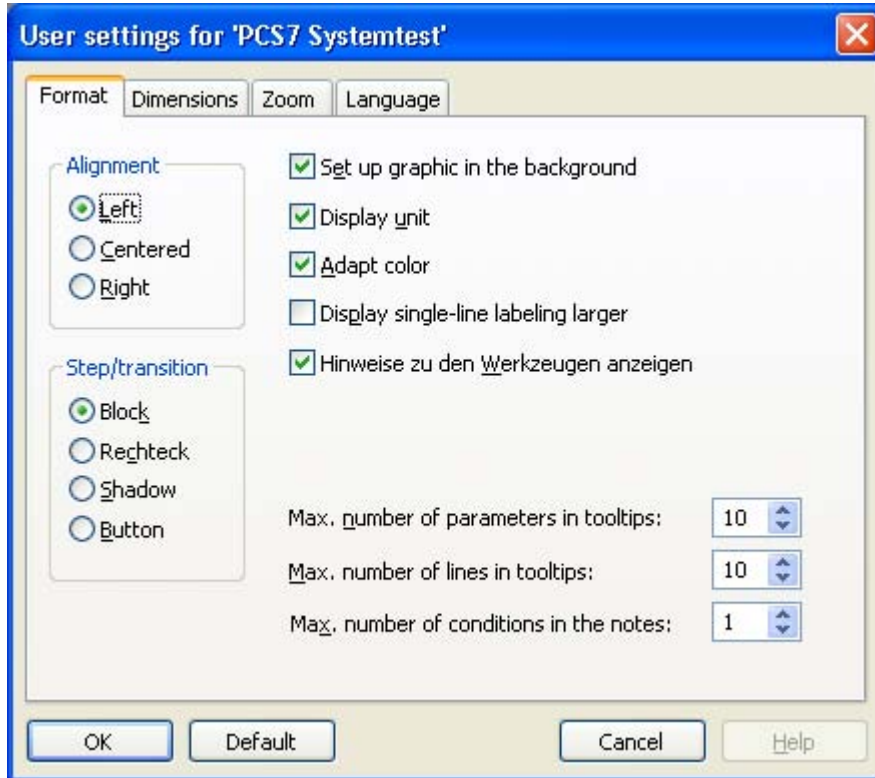 User settings for 'PCS7 Systemtest'
Format Dimensions Zoom Language
Alignment
Left
Centered
Right
Step/transition
Block
Rechteck
Shadow
Button
Set up graphic in the background
Display unit
Adapt color
Display single-line labeling larger
Hinweise zu den Werkzeugen anzeigen
Max. number of parameters in tooltips: 10
Max. number of lines in tooltips: 10
Max. number of conditions in the notes: 1
OK Default Cancel Help